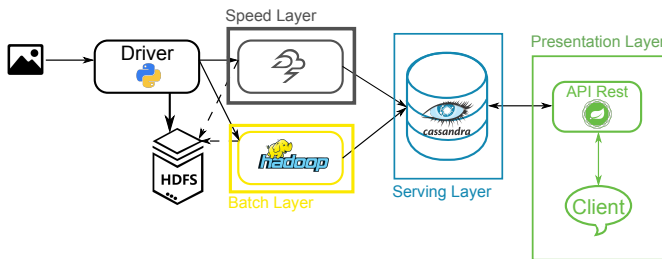 Speed Layer
Driver
Presentation Layer
API Rest
cassandra
hadoop
HDFS
Serving Layer
Batch Layer
Client